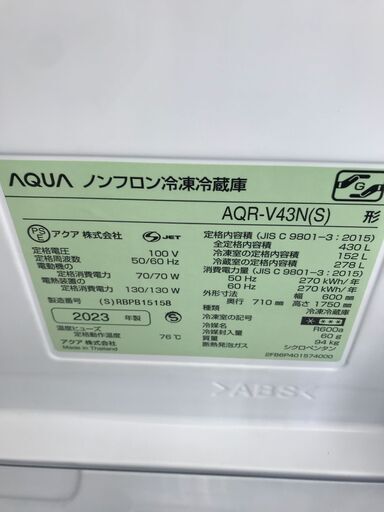 AQUA ノンフロン冷凍冷蔵庫
G
AQR-V43N(S) 形
PS E アクア 株式会社 S JET
定格電圧 100 V
定格周波数 50/60 Hz
電動機の
定格消費電力 70/70 W
電熱装置の
定格消費電力 130/130 W
製造番号 (S) RBPB15158
2023 年製 5
温度ヒューズ
定格動作温度 76℃
アクア 株式会社
Made in Thailand
定格内容積 (JIS C 9801-3 : 2015)
全定格内容積 430 L
冷凍室の定格内容積 152 L
冷蔵室の定格内容積 278 L
消費電力量 (JIS C 9801-3 : 2015)
50 Hz 270 kWh/年
60 Hz 270 kWh/年
外形寸法 幅 600 mm
奥行 710 mm 高さ 1750 mm
種類 冷凍冷蔵庫
冷凍室の記号
冷媒名 R600a
冷媒封入量 60 g
質量 94 kg
断熱発泡ガス シクロペンタン
2FB6P401574000
>ABS<